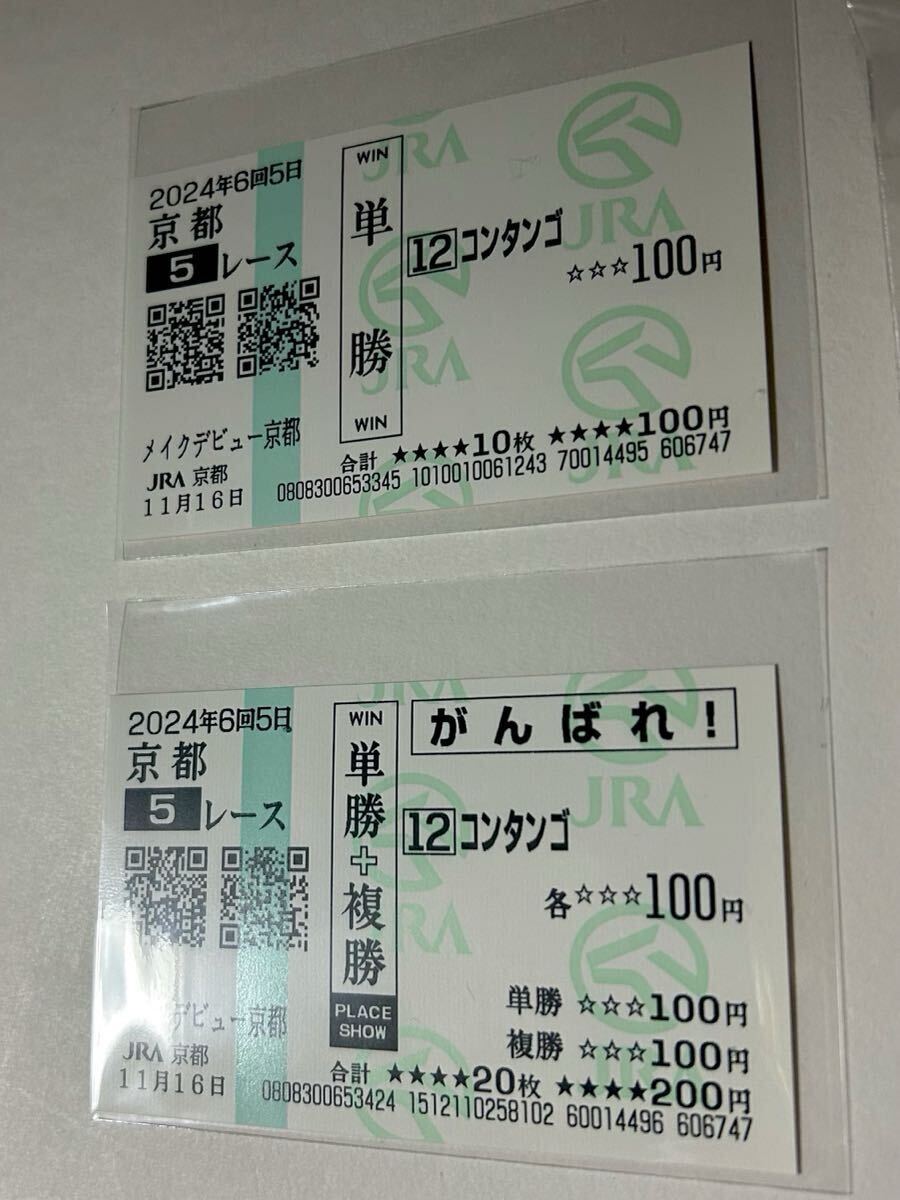 2024年6回5日
京都
5レース
メイクデビュー京都
JRA 京都
11月16日
WIN
単勝
WIN
12 コンタンゴ
☆☆☆100円
合計 ★★★★10枚 ★★★★100円
0808300653345 1010010061243 70014495 606747
JRA
JRA
JRA
2024年6回5日
京都
5レース
デビュー京都
JRA 京都
11月16日
WIN
単勝+複勝
PLACE
SHOW
がんばれ!
12 コンタンゴ
各☆☆☆100円
単勝 ☆☆☆100円
複勝 ☆☆☆100円
合計 ★★★★20枚 ★★★★200円
0808300653424 1512110258102 60014496 606747
JRA